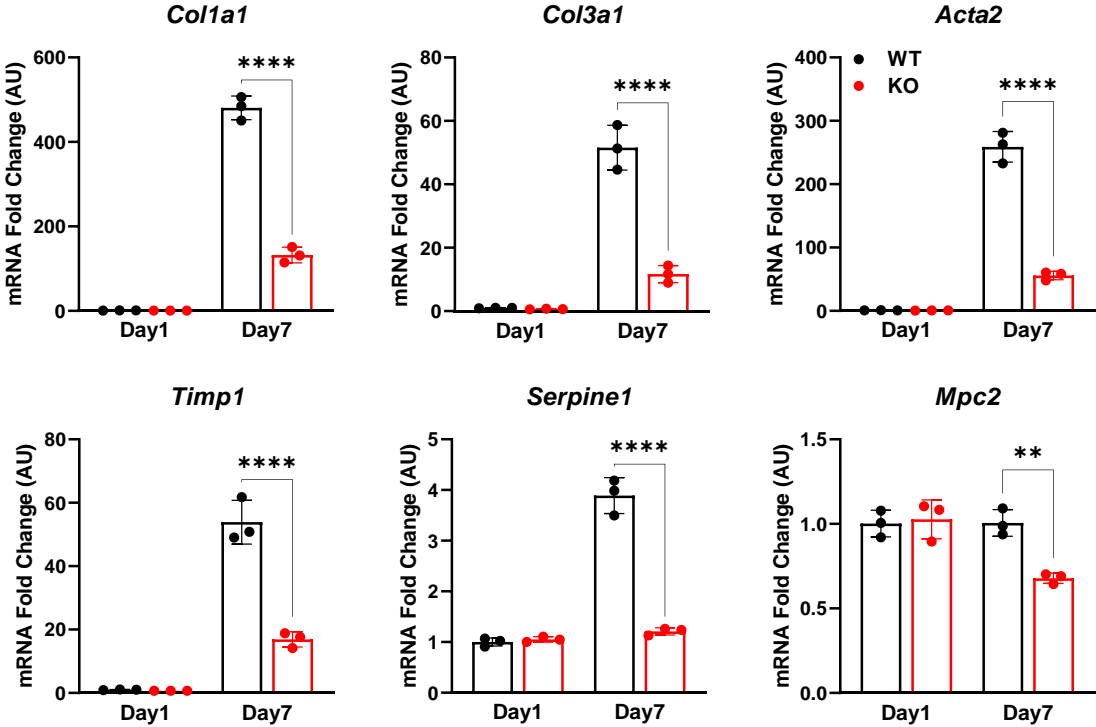 Col1a1
mRNA Fold Change (AU)
600
400
200
0
****
Day1
Day7
Col3a1
mRNA Fold Change (AU)
80
60
40
20
0
****
Day1
Day7
Acta2
mRNA Fold Change (AU)
400
300
200
100
0
WT
KO
****
Day1
Day7
Timp1
mRNA Fold Change (AU)
80
60
40
20
0
****
Day1
Day7
Serpine1
mRNA Fold Change (AU)
5
4
3
2
1
0
****
Day1
Day7
Mpc2
mRNA Fold Change (AU)
1.5
1.0
0.5
0.0
**
Day1
Day7